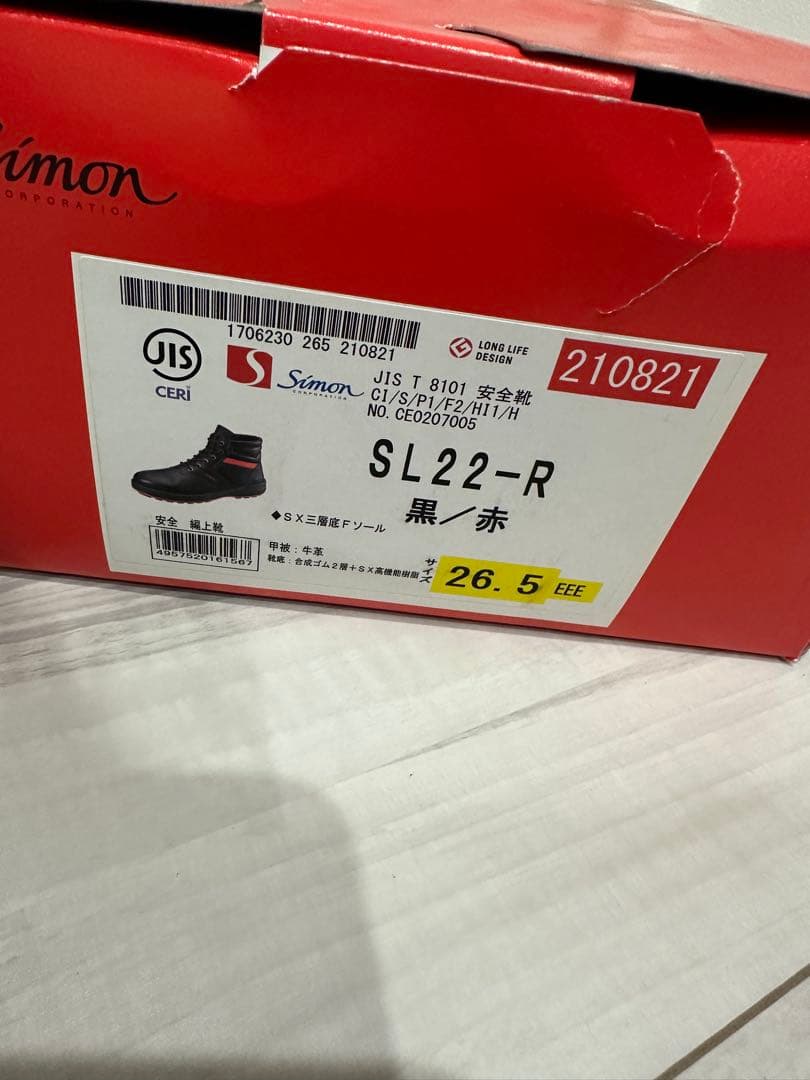 Simon
CORPORATION
1706230 265 210821
JIS
CERI
S
Simon
CORPORATION
JIS T 8101 安全靴
CI/S/P1/F2/HI1/H
NO. CE0207005
G LONG LIFE
DESIGN
210821
SL22-R
黒/赤
◆SX三層底Fソール
安全 編上靴
4957520161567
甲被:牛革
靴底:合成ゴム2層+SX高機能樹脂
サイズ
26.5 EEE